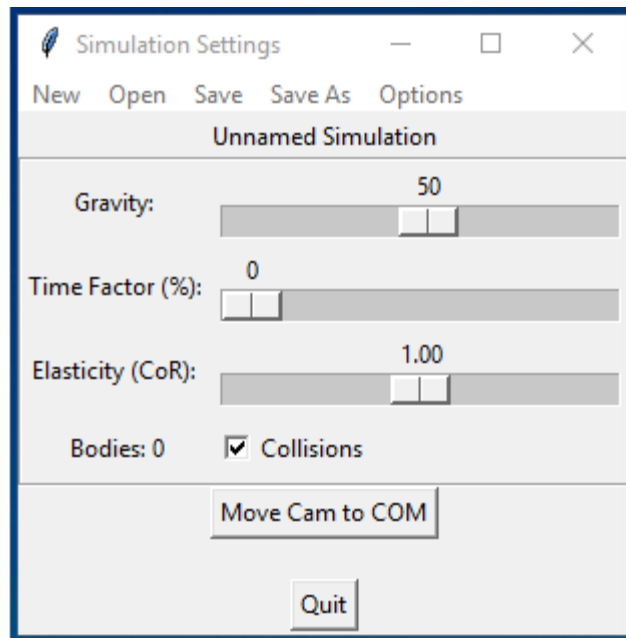 Simulation Settings
New Open Save Save As Options
Unnamed Simulation
50
Gravity:
0
Time Factor (%):
1.00
Elasticity (CoR):
Bodies: 0 Collisions
Move Cam to COM
Quit